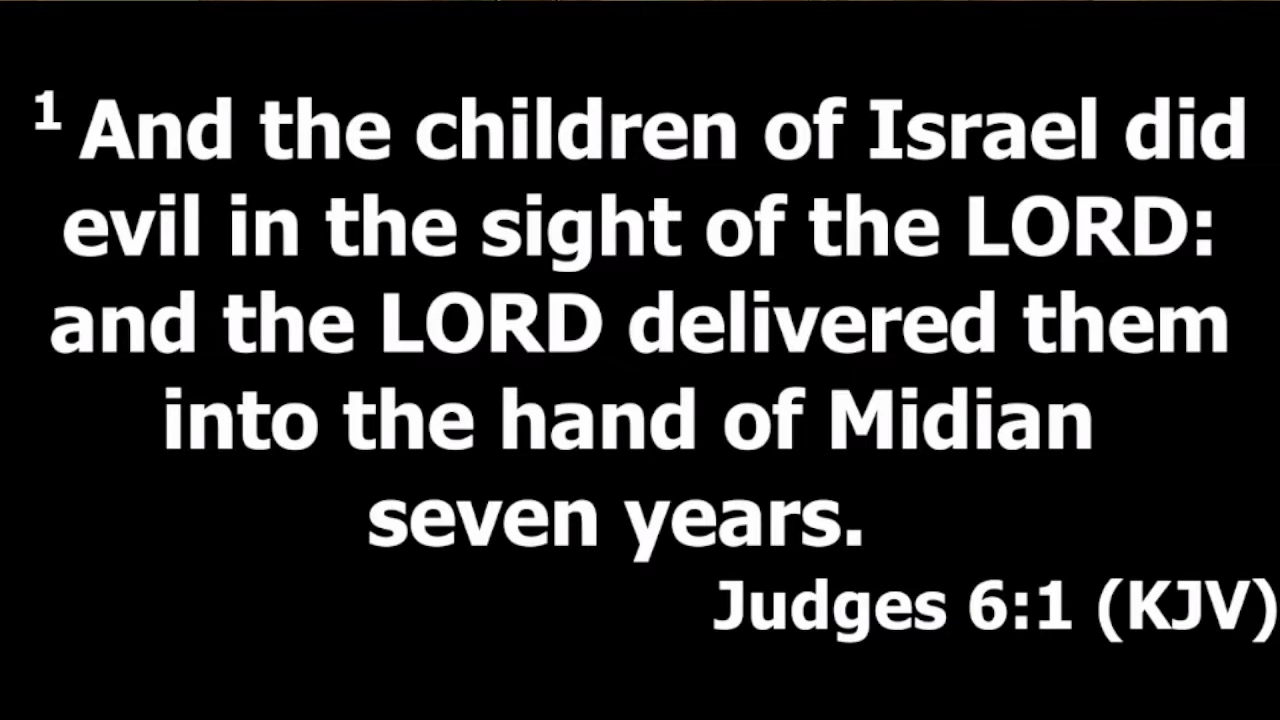 1 And the children of Israel did
evil in the sight of the LORD:
and the LORD delivered them
into the hand of Midian
seven years.
Judges 6:1 (KJV)